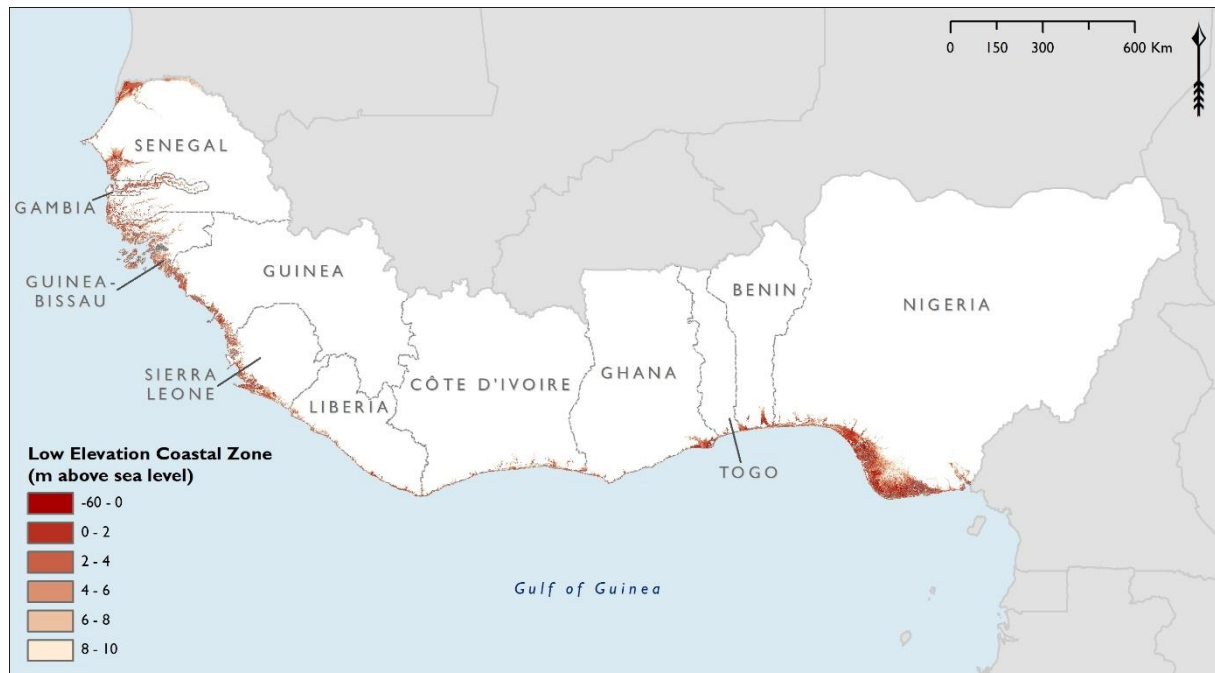 0 150 300 600 Km
SENEGAL
GAMBIA
GUINEA-
BISSAU
GUINEA
SIERRA
LEONE
LIBERIA
CÔTE D'IVOIRE
GHANA
TOGO
BENIN
NIGERIA
Gulf of Guinea
Low Elevation Coastal Zone
(m above sea level)
-60 - 0
0 - 2
2 - 4
4 - 6
6 - 8
8 - 10